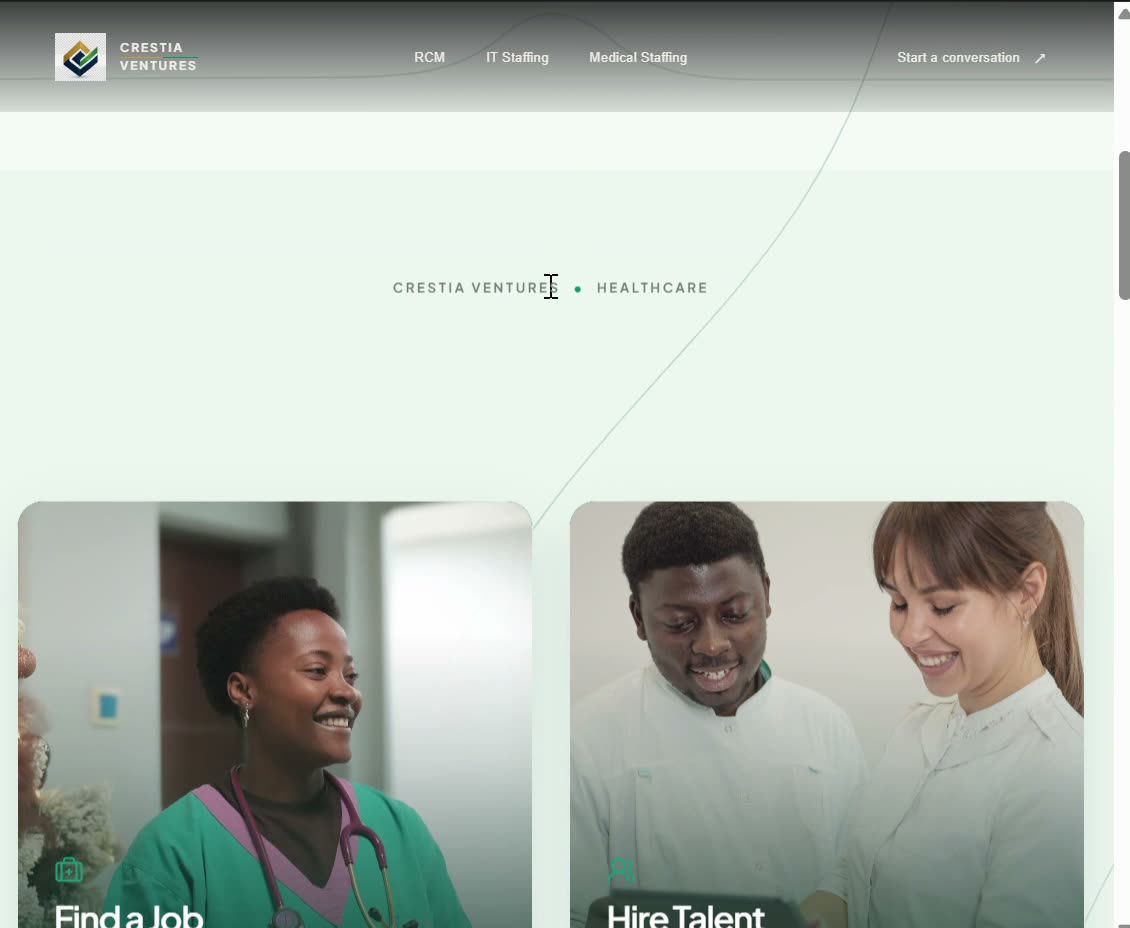 CRESTIA
VENTURES
RCM IT Staffing Medical Staffing Start a conversation ↗
CRESTIA VENTURES • HEALTHCARE
Find a Job
Hire Talent